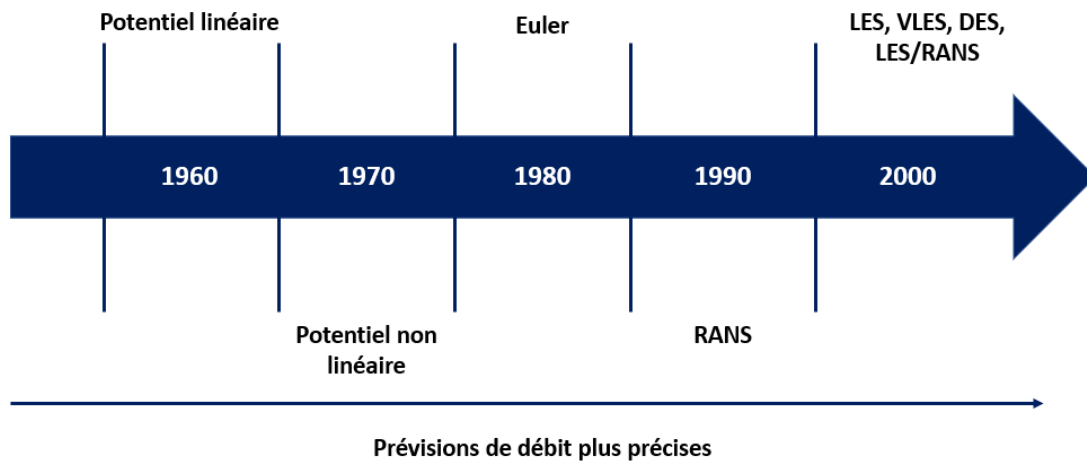 Potentiel linéaire
Euler
LES, VLES, DES,
LES/RANS
1960 1970 1980 1990 2000
Potentiel non
linéaire
RANS
Prévisions de débit plus précises